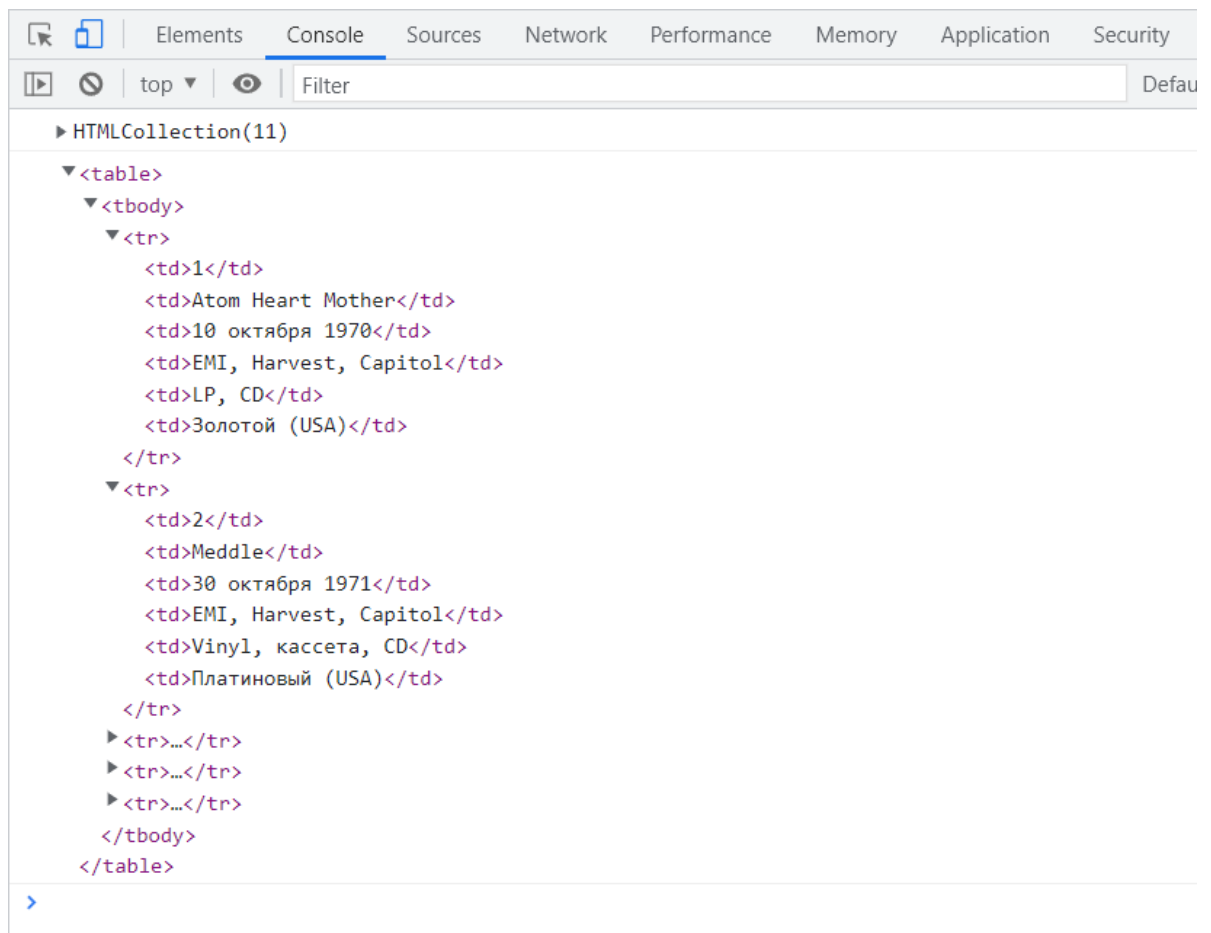 Elements Console Sources Network Performance Memory Application Security
top Filter Defau
HTMLCollection(11)
<table>
<tbody>
<tr>
<td>1</td>
<td>Atom Heart Mother</td>
<td>10 октября 1970</td>
<td>EMI, Harvest, Capitol</td>
<td>LP, CD</td>
<td>Золотой (USA)</td>
</tr>
<tr>
<td>2</td>
<td>Meddle</td>
<td>30 октября 1971</td>
<td>EMI, Harvest, Capitol</td>
<td>Vinyl, кассета, CD</td>
<td>Платиновый (USA)</td>
</tr>
<tr>…</tr>
<tr>…</tr>
<tr>…</tr>
</tbody>
</table>